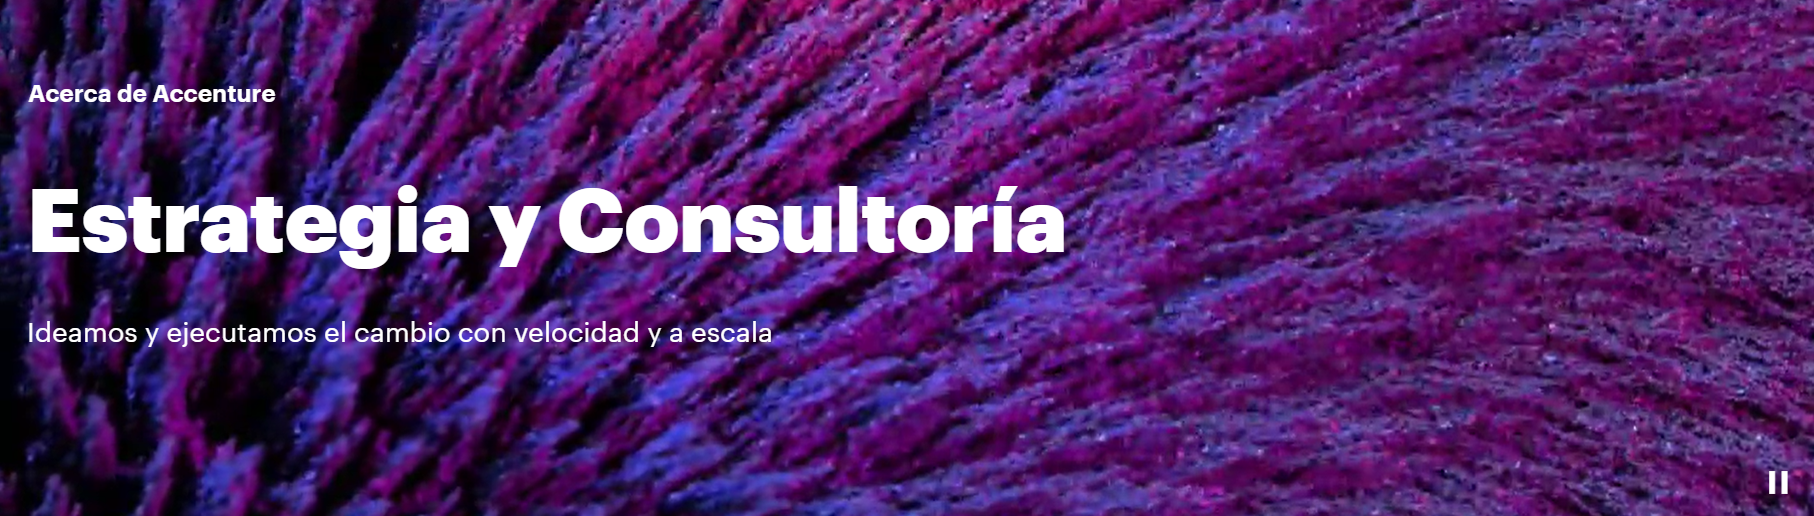 Acerca de Accenture
Estrategia y Consultoría
Ideamos y ejecutamos el cambio con velocidad y a escala